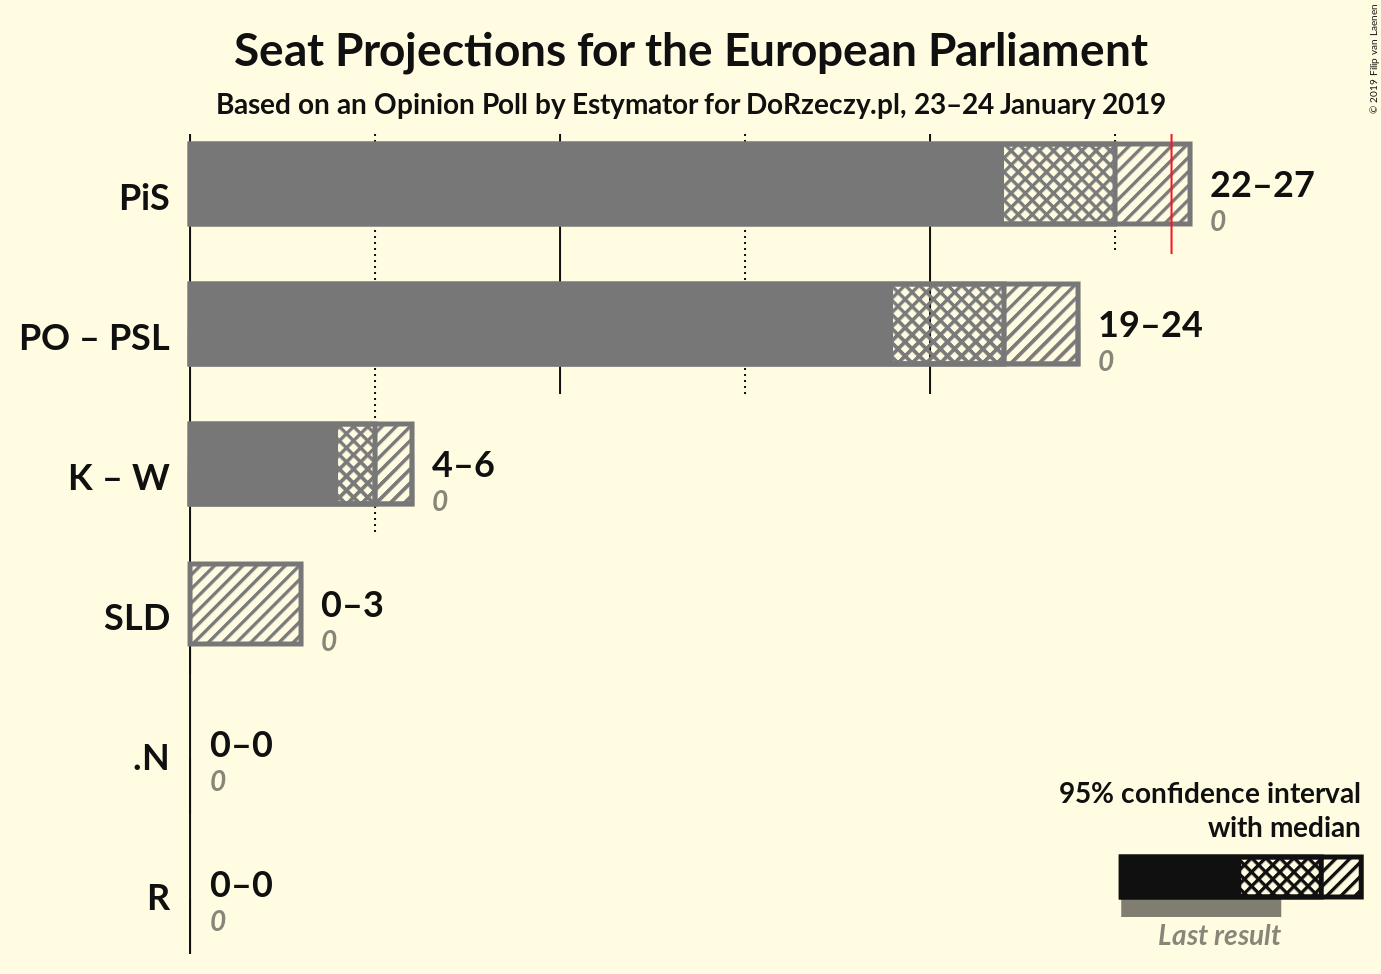 Seat Projections for the European Parliament
Based on an Opinion Poll by Estymator for DoRzeczy.pl, 23–24 January 2019
© 2019 Filip van Laenen
PiS
22–27
0
PO – PSL
19–24
0
K – W
4–6
0
SLD
0–3
0
.N
0–0
0
R
0–0
0
95% confidence interval
with median
Last result